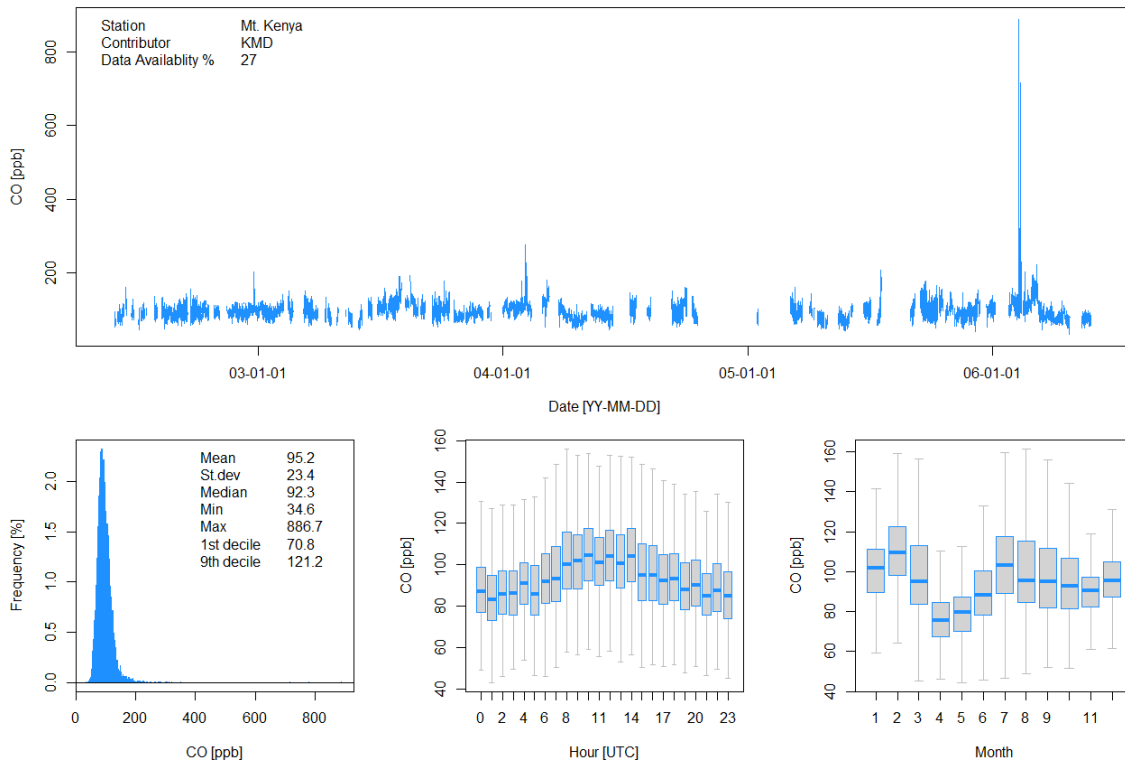 Station Mt. Kenya
Contributor KMD
Data Availablity % 27
CO [ppb]
800
600
400
200
03-01-01 04-01-01 05-01-01 06-01-01
Date [YY-MM-DD]
Frequency [%]
2.0
1.5
1.0
0.5
0.0
Mean 95.2
St.dev 23.4
Median 92.3
Min 34.6
Max 886.7
1st decile 70.8
9th decile 121.2
0 200 400 600 800
CO [ppb]
CO [ppb]
160
140
120
100
80
60
40
0 2 4 6 8 11 14 17 20 23
Hour [UTC]
CO [ppb]
160
140
120
100
80
60
40
1 2 3 4 5 6 7 8 9 11
Month